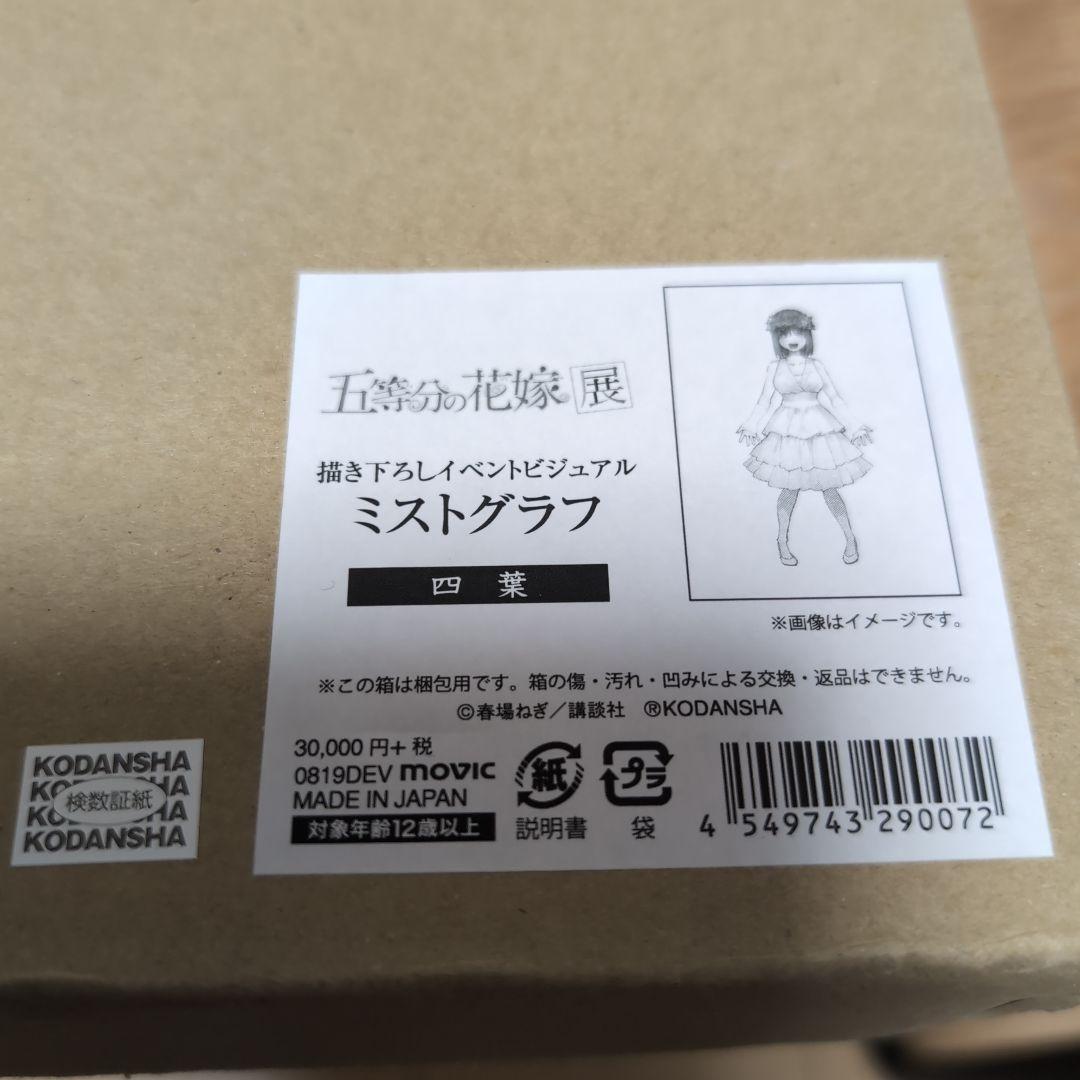 五等分の花嫁 展
描き下ろしイベントビジュアル
ミストグラフ
四葉
※画像はイメージです。
※この箱は梱包用です。箱の傷・汚れ・凹みによる交換・返品はできません。
©春場ねぎ／講談社 ®KODANSHA
30,000 円+ 税
0819DEV movic
MADE IN JAPAN
対象年齢12歳以上
紙
説明書
プラ
袋
4 549743 290072
KODANSHA
KODANSHA
検数証紙
KODANSHA
KODANSHA